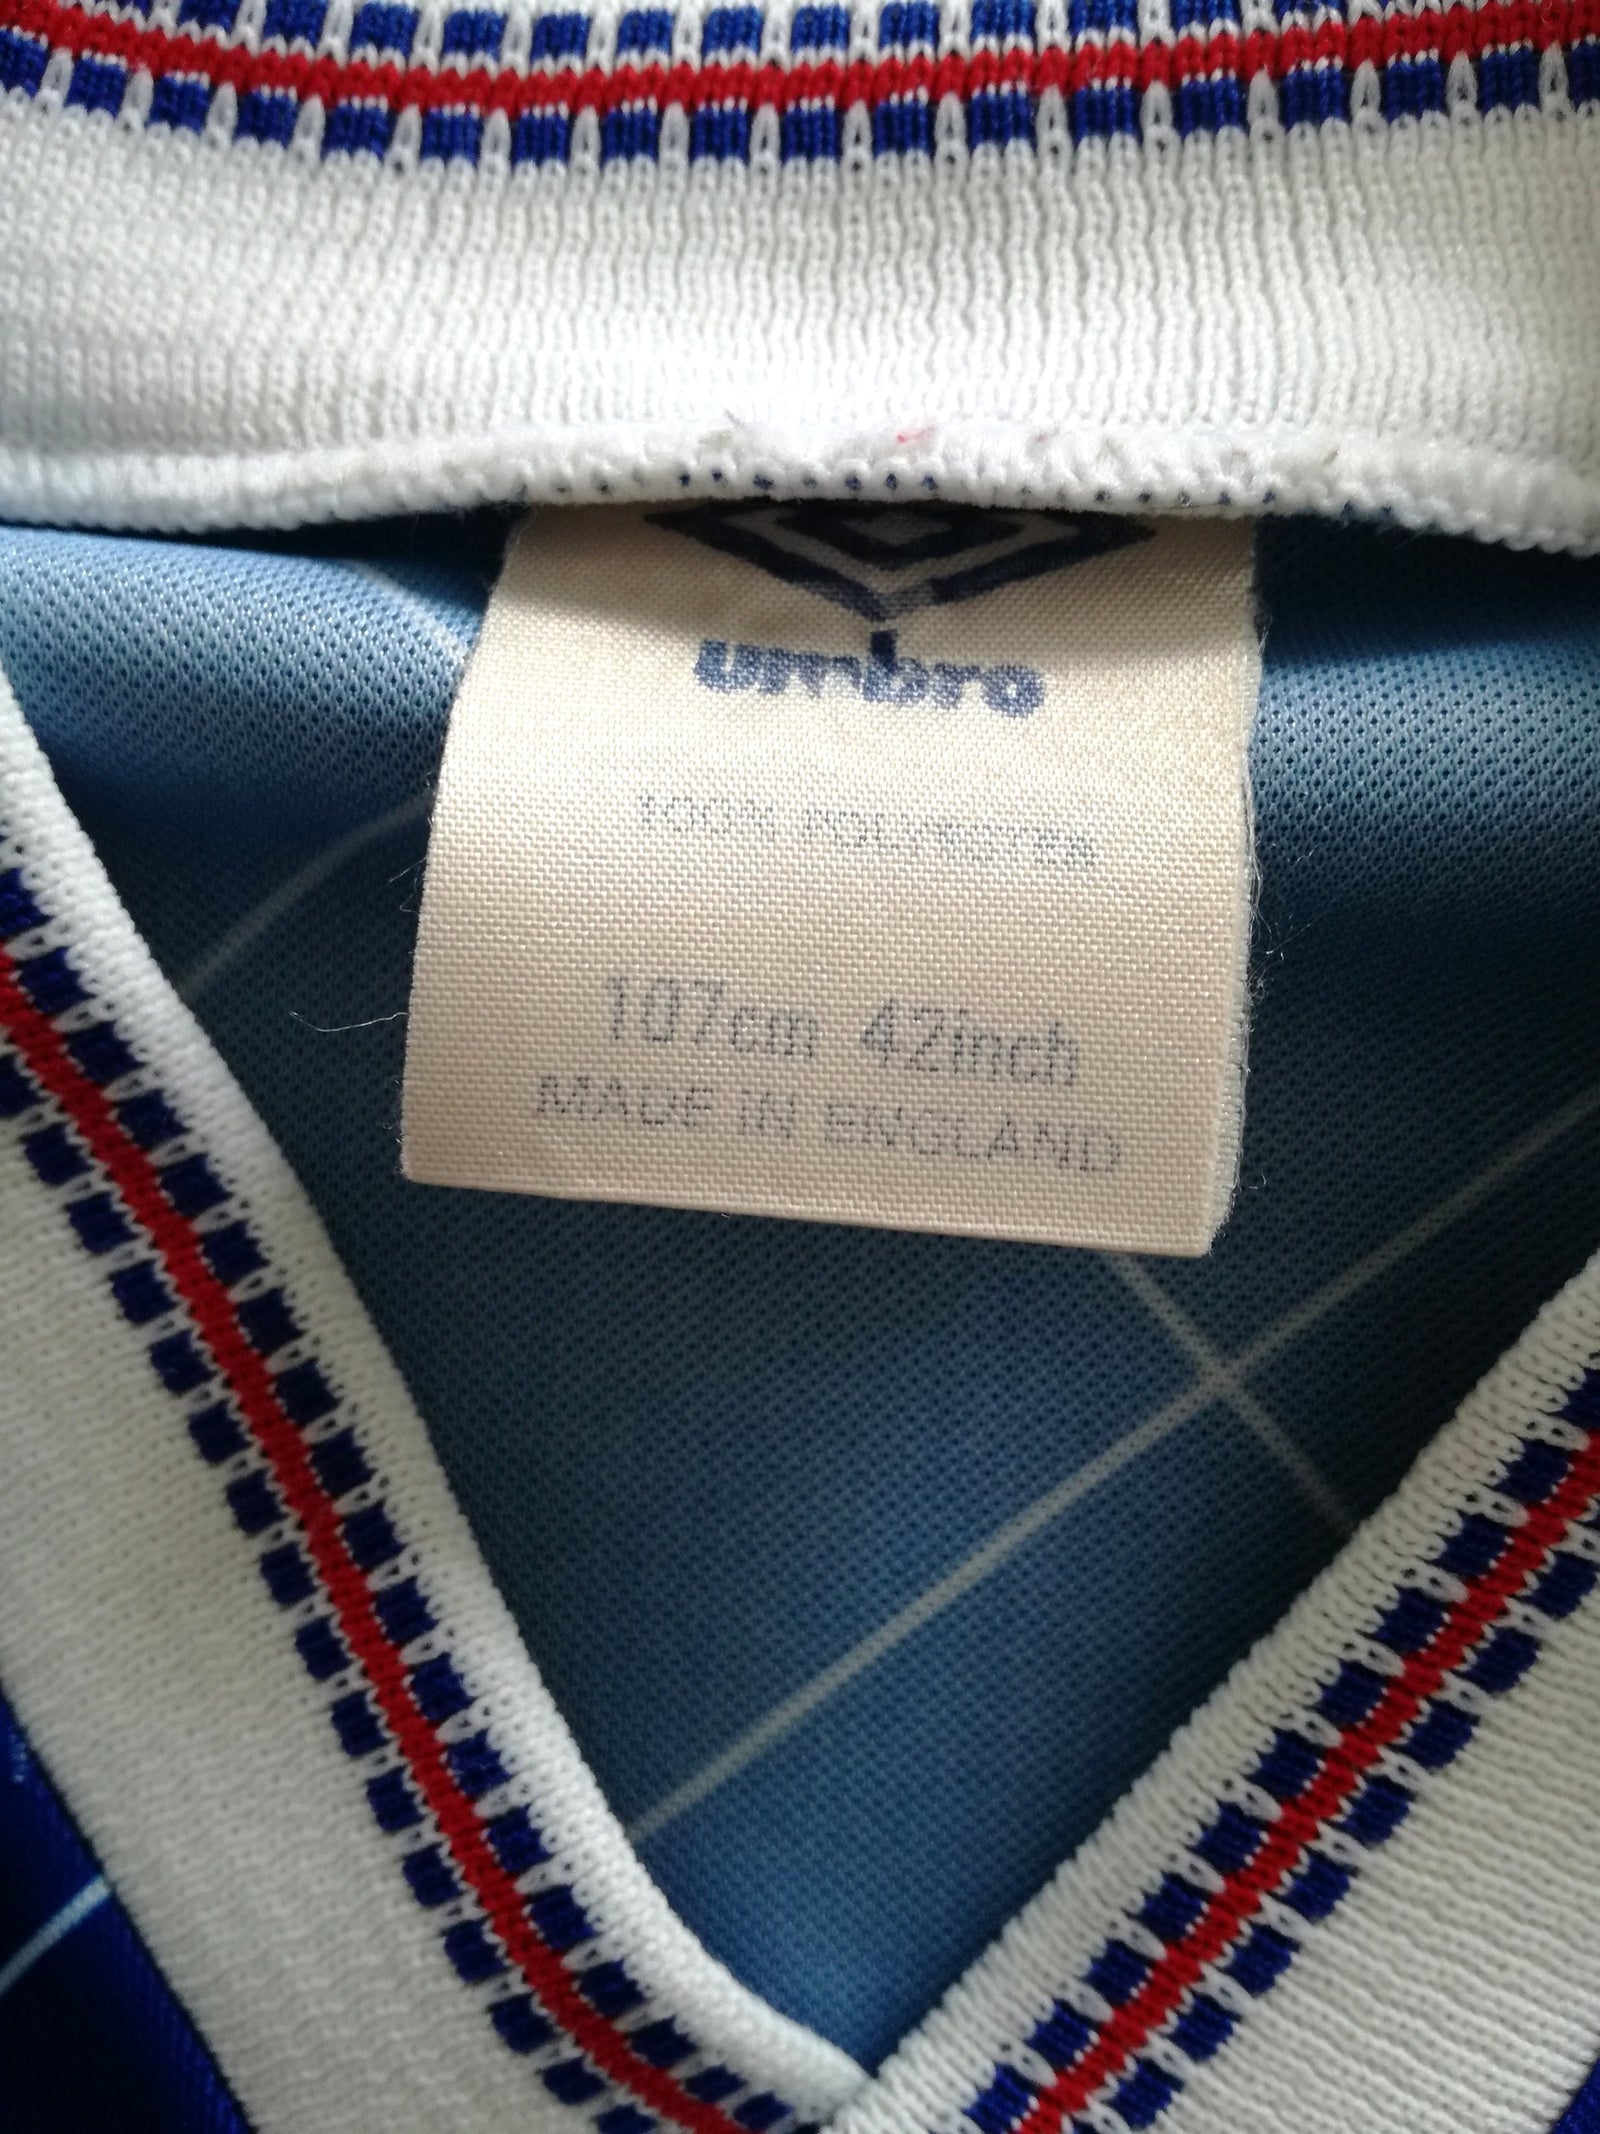 umbro
100% POLYESTER
107cm 42inch
MADE IN ENGLAND